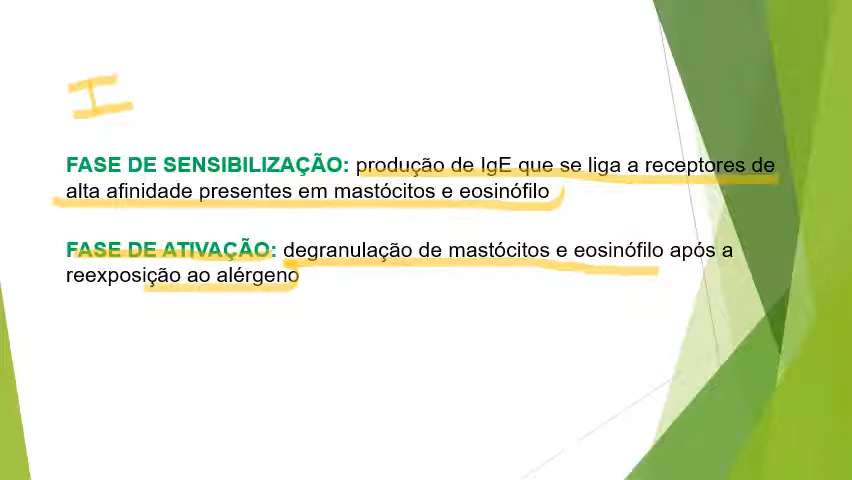 I
FASE DE SENSIBILIZAÇÃO: produção de IgE que se liga a receptores de
alta afinidade presentes em mastócitos e eosinófilo
FASE DE ATIVAÇÃO: degranulação de mastócitos e eosinófilo após a
reexposição ao alérgeno